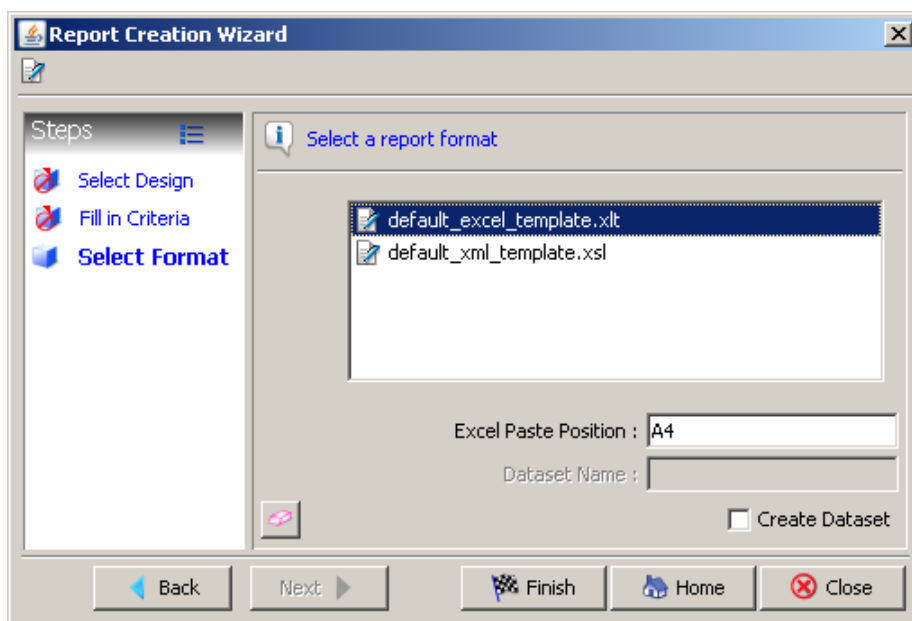 Report Creation Wizard
Steps
Select a report format
Select Design
Fill in Criteria
Select Format
default_excel_template.xlt
default_xml_template.xsl
Excel Paste Position : A4
Dataset Name :
Create Dataset
Back Next Finish Home Close